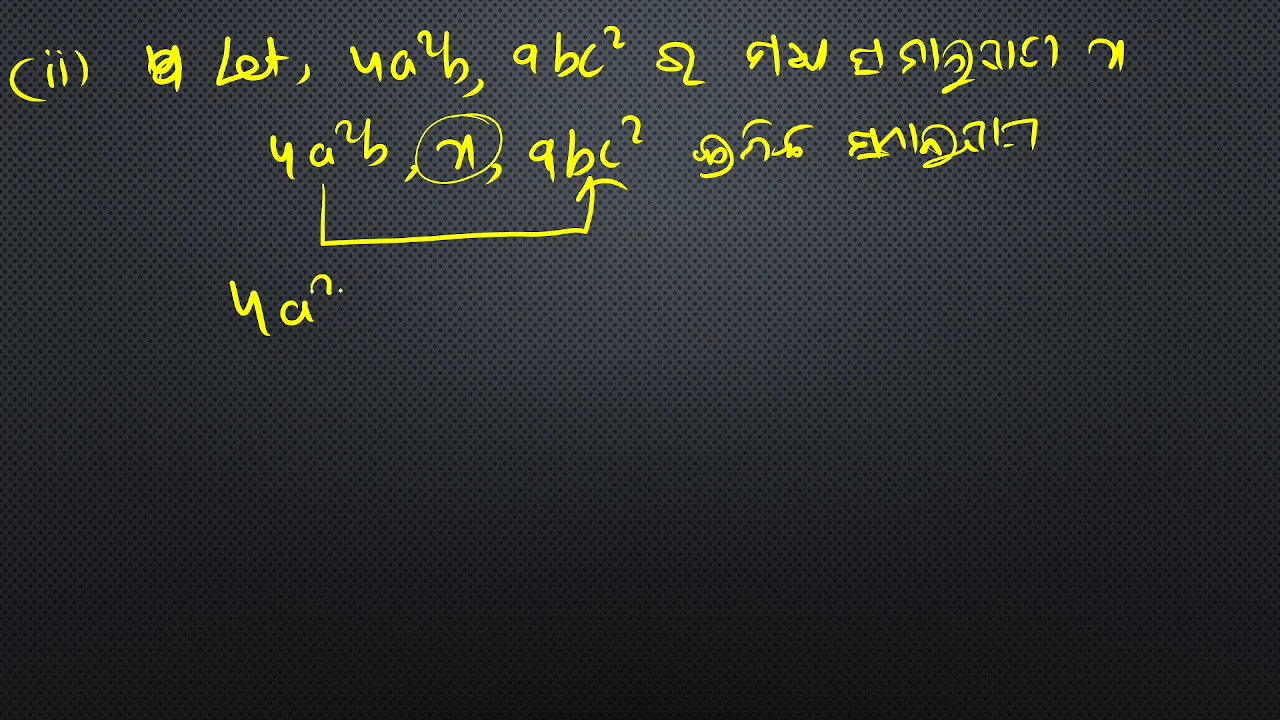 (ii) Let, 4a²b, 9bc² ର ମଧ୍ୟ ସମାନୁପାତୀ x
4a²b, x, 9bc² କ୍ରମିକ ସମାନୁପାତୀ
4a²